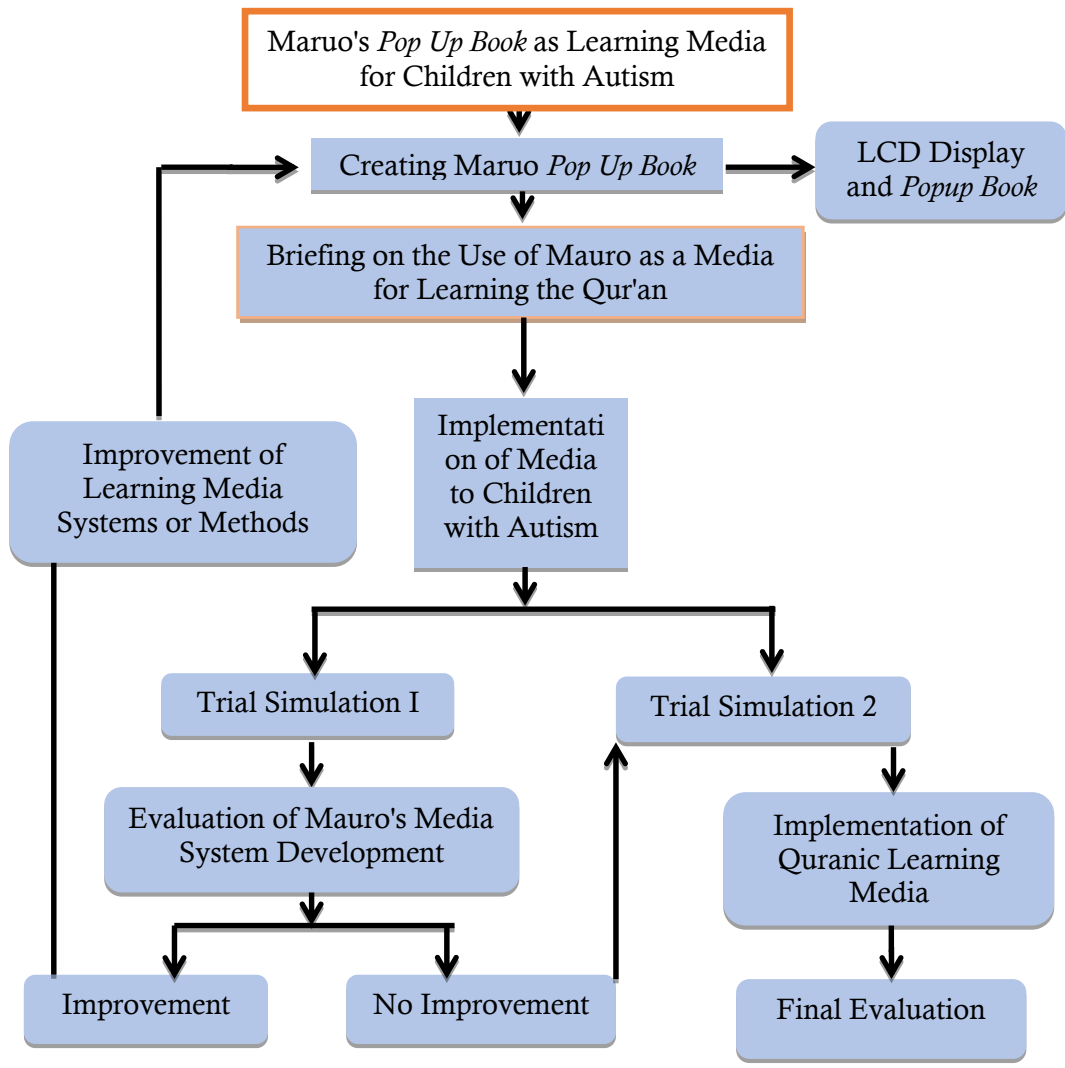 Maruo's Pop Up Book as Learning Media
for Children with Autism
Creating Maruo Pop Up Book
LCD Display
and Popup Book
Briefing on the Use of Mauro as a Media
for Learning the Qur'an
Improvement of
Learning Media
Systems or Methods
Implementati
on of Media
to Children
with Autism
Trial Simulation I
Trial Simulation 2
Evaluation of Mauro's Media
System Development
Implementation of
Quranic Learning
Media
Improvement
No Improvement
Final Evaluation